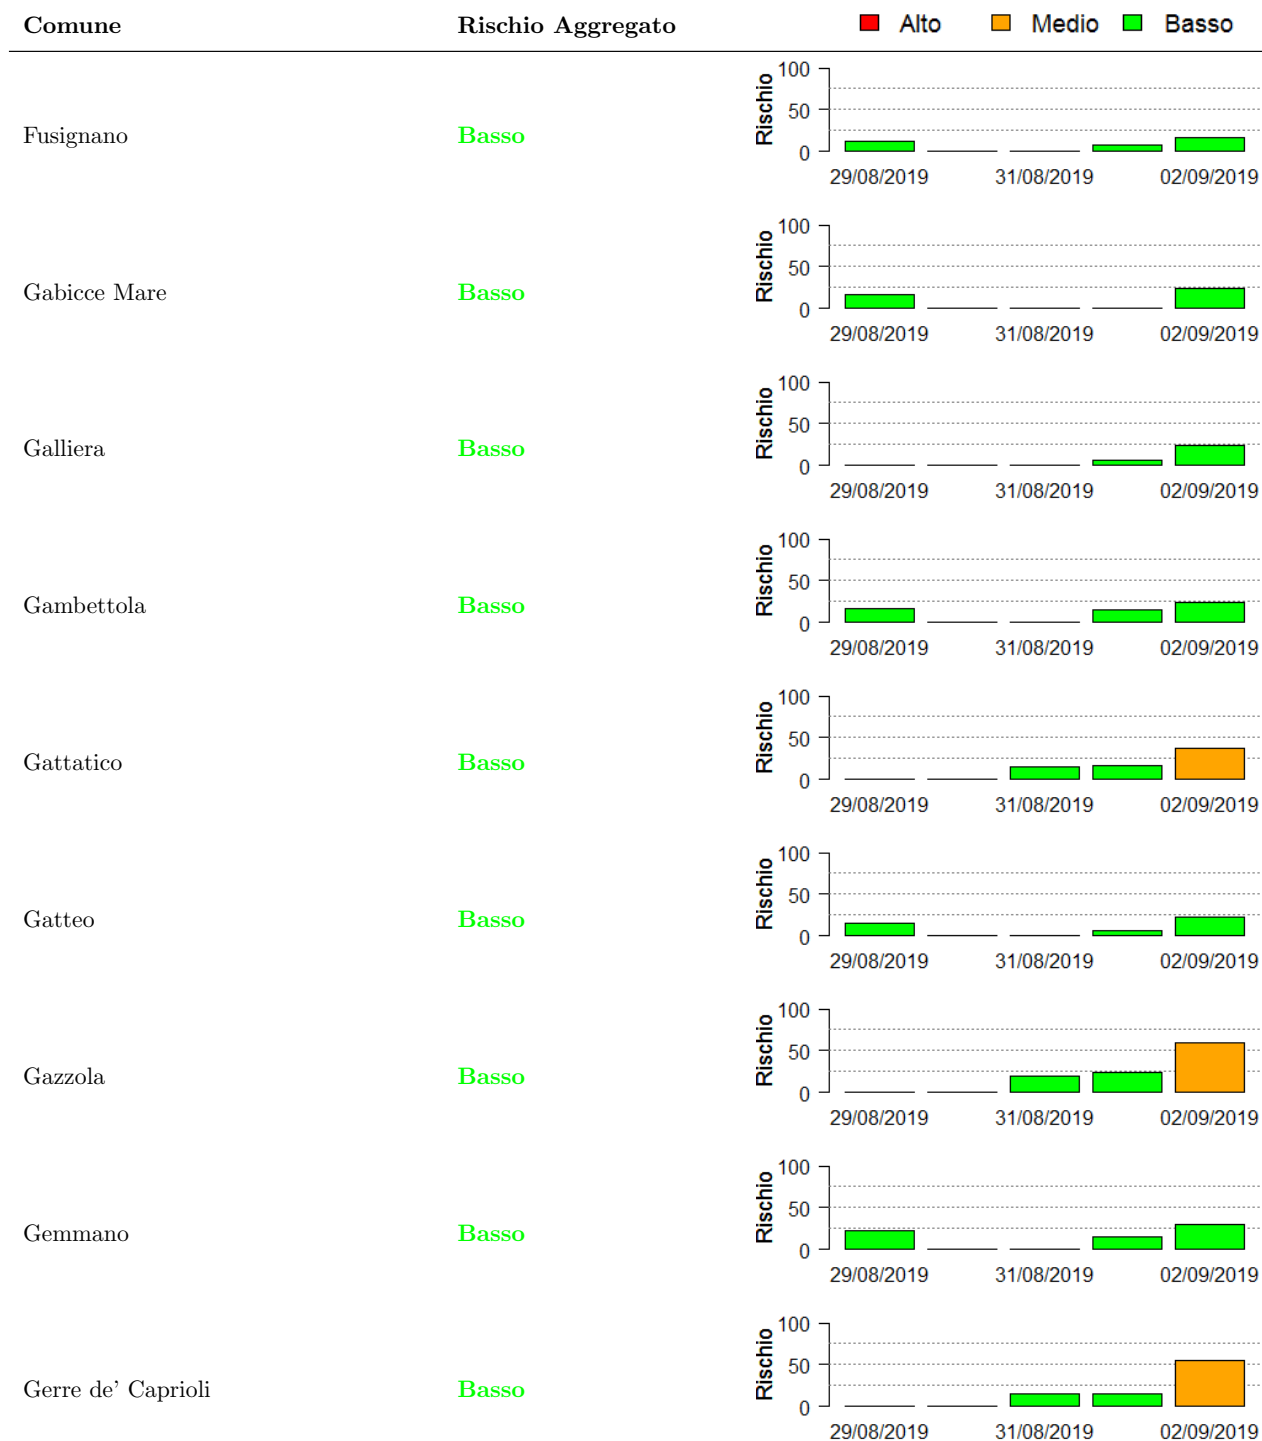 Comune Rischio Aggregato Alto Medio Basso
Fusignano Basso Rischio 100 50 0
29/08/2019 31/08/2019 02/09/2019
Gabicce Mare Basso Rischio 100 50 0
29/08/2019 31/08/2019 02/09/2019
Galliera Basso Rischio 100 50 0
29/08/2019 31/08/2019 02/09/2019
Gambettola Basso Rischio 100 50 0
29/08/2019 31/08/2019 02/09/2019
Gattatico Basso Rischio 100 50 0
29/08/2019 31/08/2019 02/09/2019
Gatteo Basso Rischio 100 50 0
29/08/2019 31/08/2019 02/09/2019
Gazzola Basso Rischio 100 50 0
29/08/2019 31/08/2019 02/09/2019
Gemmano Basso Rischio 100 50 0
29/08/2019 31/08/2019 02/09/2019
Gerre de' Caprioli Basso Rischio 100 50 0
29/08/2019 31/08/2019 02/09/2019